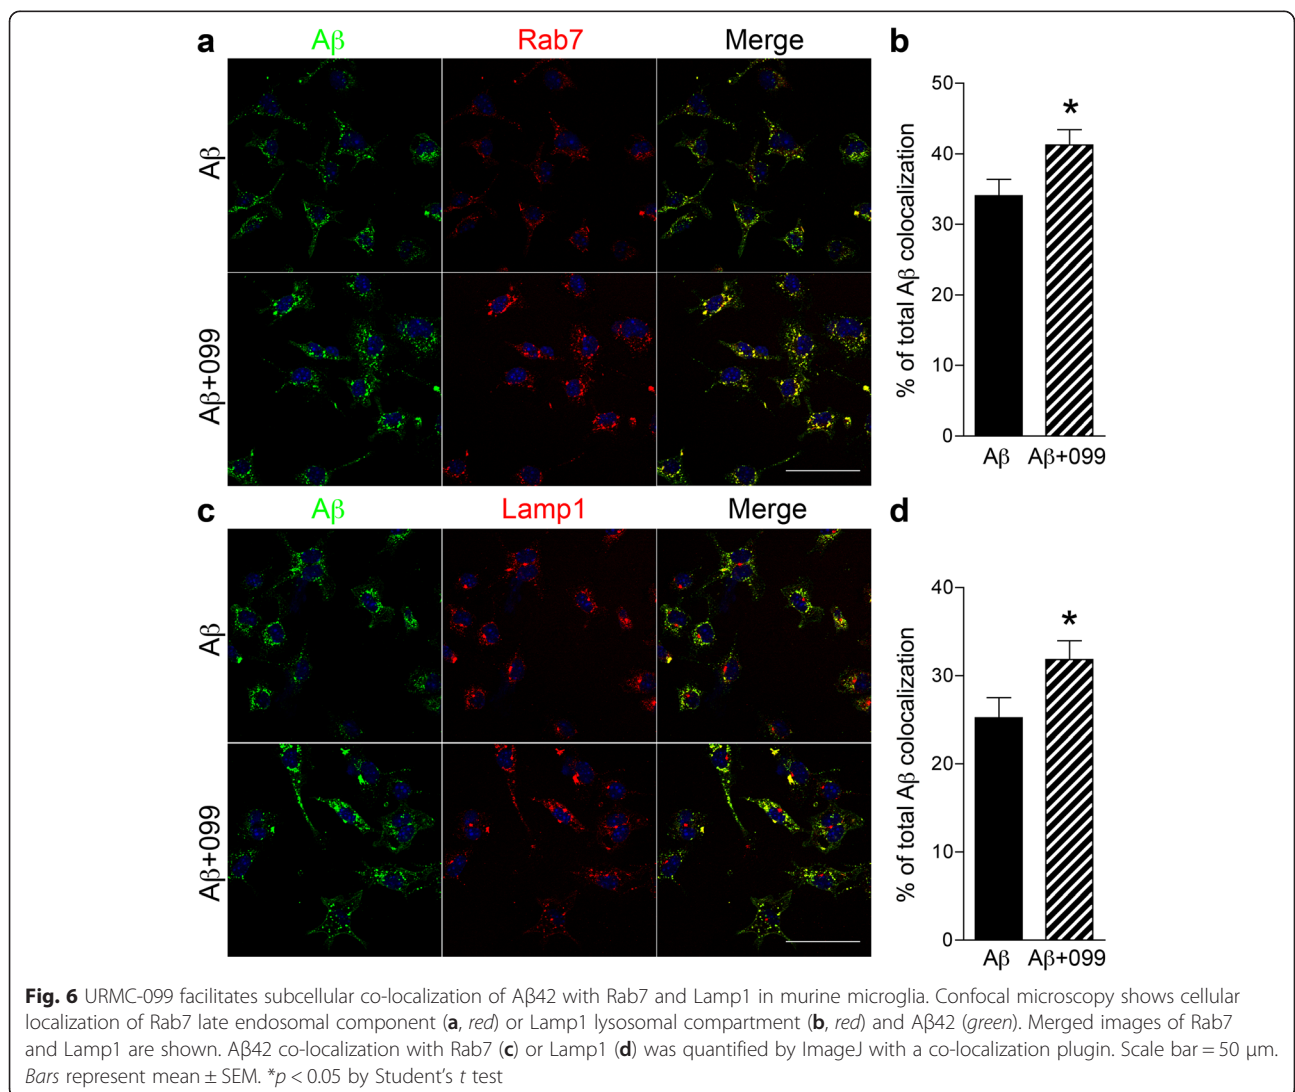 a
Aβ
Rab7
Merge
b
Aβ
Aβ+099
% of total Aβ colocalization
50
40
30
20
10
0
*
Aβ
Aβ+099
c
Aβ
Lamp1
Merge
d
Aβ
Aβ+099
% of total Aβ colocalization
40
30
20
10
0
*
Aβ
Aβ+099
Fig. 6 URMC-099 facilitates subcellular co-localization of Aβ42 with Rab7 and Lamp1 in murine microglia. Confocal microscopy shows cellular
localization of Rab7 late endosomal component (a, red) or Lamp1 lysosomal compartment (b, red) and Aβ42 (green). Merged images of Rab7
and Lamp1 are shown. Aβ42 co-localization with Rab7 (c) or Lamp1 (d) was quantified by ImageJ with a co-localization plugin. Scale bar = 50 μm.
Bars represent mean ± SEM. *p < 0.05 by Student's t test